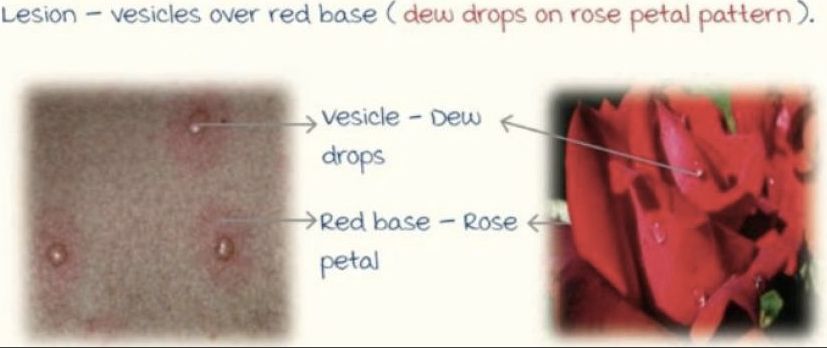 Lesion – vesicles over red base ( dew drops on rose petal pattern ).
Vesicle – Dew
drops
Red base – Rose
petal